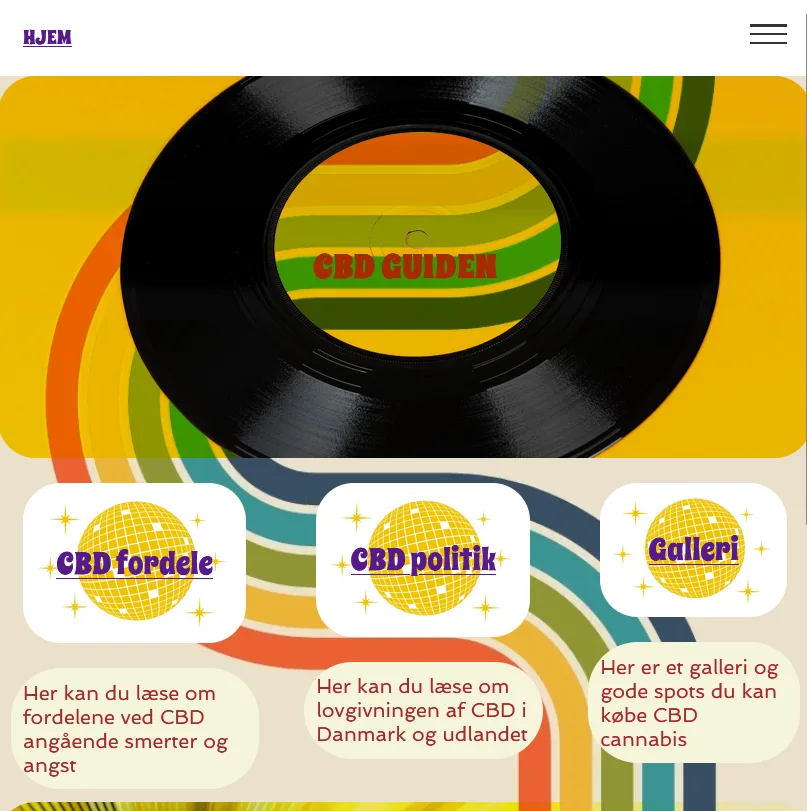 HJEM
CBD GUIDEN
CBD fordele
CBD politik
Galleri
Her kan du læse om
fordelene ved CBD
angående smerter og
angst
Her kan du læse om
lovgivningen af CBD i
Danmark og udlandet
Her er et galleri og
gode spots du kan
købe CBD
cannabis